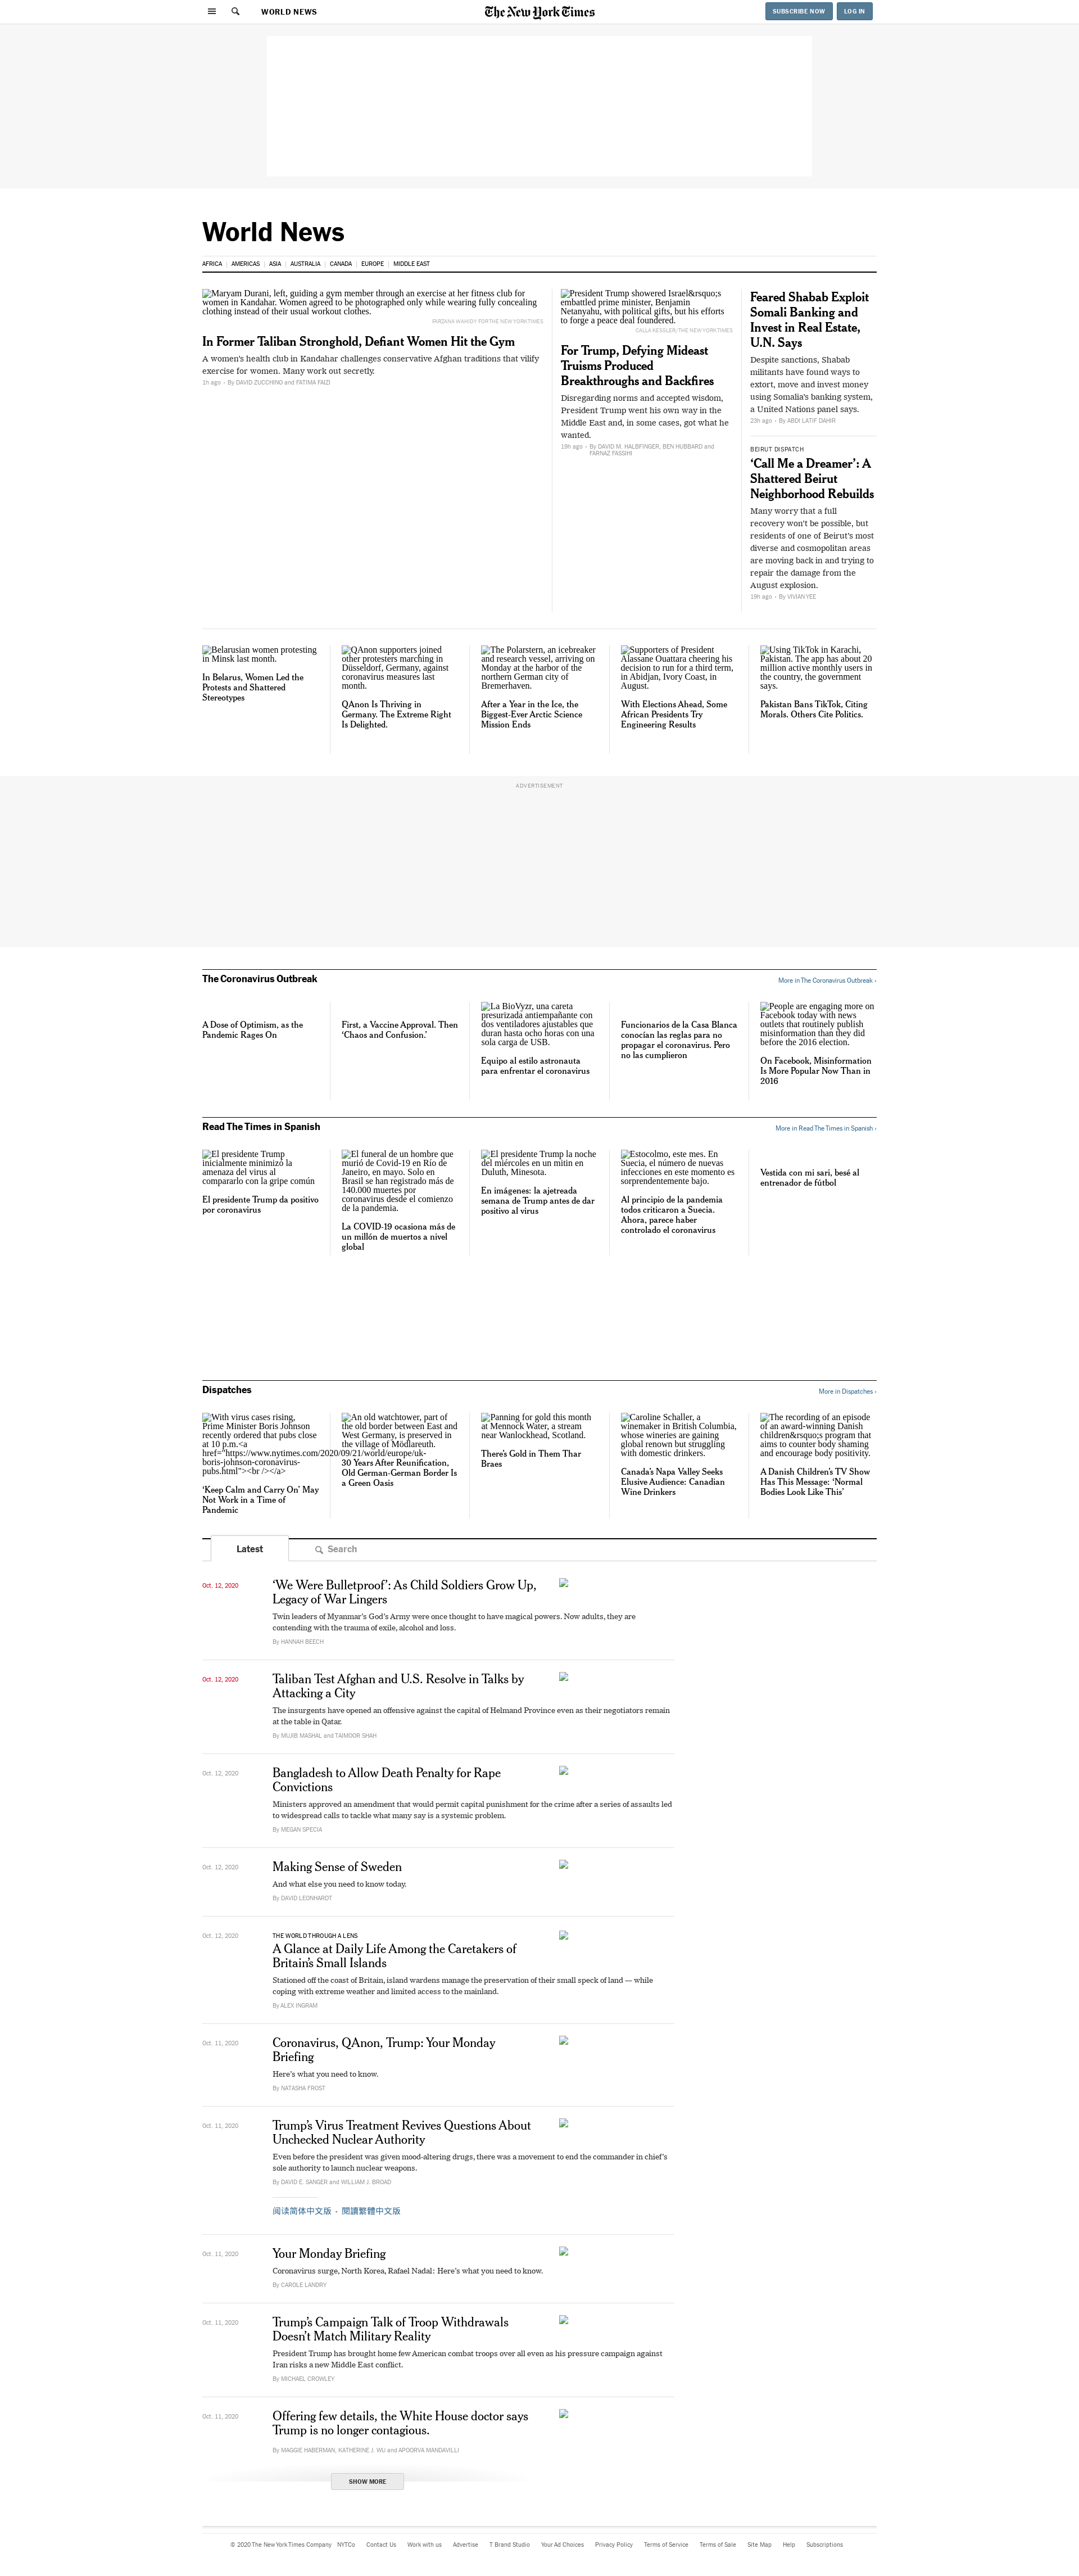 WORLD NEWS
The New York Times
SUBSCRIBE NOW
LOG IN
World News
AFRICA
AMERICAS
ASIA
AUSTRALIA
CANADA
EUROPE
MIDDLE EAST
Maryam Durani, left, guiding a gym member through an exercise at her fitness club for
women in Kandahar. Women agreed to be photographed only while wearing fully concealing
clothing instead of their usual workout clothes.
FARZANA WAHIDY FOR THE NEW YORK TIMES
In Former Taliban Stronghold, Defiant Women Hit the Gym
A women's health club in Kandahar challenges conservative Afghan traditions that vilify
exercise for women. Many work out secretly.
1h ago • By DAVID ZUCCHINO and FATIMA FAIZI
President Trump showered Israel&rsquo;s
embattled prime minister, Benjamin
Netanyahu, with political gifts, but his efforts
to forge a peace deal foundered.
CALLA KESSLER/THE NEW YORK TIMES
For Trump, Defying Mideast
Truisms Produced
Breakthroughs and Backfires
Disregarding norms and accepted wisdom,
President Trump went his own way in the
Middle East and, in some cases, got what he
wanted.
19h ago • By DAVID M. HALBFINGER, BEN HUBBARD and
FARNAZ FASSIHI
Feared Shabab Exploit
Somali Banking and
Invest in Real Estate,
U.N. Says
Despite sanctions, Shabab
militants have found ways to
extort, move and invest money
using Somalia's banking system,
a United Nations panel says.
23h ago • By ABDI LATIF DAHIR
BEIRUT DISPATCH
‘Call Me a Dreamer’: A
Shattered Beirut
Neighborhood Rebuilds
Many worry that a full
recovery won't be possible, but
residents of one of Beirut's most
diverse and cosmopolitan areas
are moving back in and trying to
repair the damage from the
August explosion.
19h ago • By VIVIAN YEE
Belarusian women protesting
in Minsk last month.
In Belarus, Women Led the
Protests and Shattered
Stereotypes
QAnon supporters joined
other protesters marching in
Düsseldorf, Germany, against
coronavirus measures last
month.
QAnon Is Thriving in
Germany. The Extreme Right
Is Delighted.
The Polarstern, an icebreaker
and research vessel, arriving on
Monday at the harbor of the
northern German city of
Bremerhaven.
After a Year in the Ice, the
Biggest-Ever Arctic Science
Mission Ends
Supporters of President
Alassane Ouattara cheering his
decision to run for a third term,
in Abidjan, Ivory Coast, in
August.
With Elections Ahead, Some
African Presidents Try
Engineering Results
Using TikTok in Karachi,
Pakistan. The app has about 20
million active monthly users in
the country, the government
says.
Pakistan Bans TikTok, Citing
Morals. Others Cite Politics.
ADVERTISEMENT
The Coronavirus Outbreak
More in The Coronavirus Outbreak ›
A Dose of Optimism, as the
Pandemic Rages On
First, a Vaccine Approval. Then
‘Chaos and Confusion.’
La BioVyzr, una careta
presurizada antiempañante con
dos ventiladores ajustables que
duran hasta ocho horas con una
sola carga de USB.
Equipo al estilo astronauta
para enfrentar el coronavirus
Funcionarios de la Casa Blanca
conocían las reglas para no
propagar el coronavirus. Pero
no las cumplieron
People are engaging more on
Facebook today with news
outlets that routinely publish
misinformation than they did
before the 2016 election.
On Facebook, Misinformation
Is More Popular Now Than in
2016
Read The Times in Spanish
More in Read The Times in Spanish ›
El presidente Trump
inicialmente minimizó la
amenaza del virus al
compararlo con la gripe común
El presidente Trump da positivo
por coronavirus
El funeral de un hombre que
murió de Covid-19 en Río de
Janeiro, en mayo. Solo en
Brasil se han registrado más de
140.000 muertes por
coronavirus desde el comienzo
de la pandemia.
La COVID-19 ocasiona más de
un millón de muertos a nivel
global
El presidente Trump la noche
del miércoles en un mitin en
Duluth, Minesota.
En imágenes: la ajetreada
semana de Trump antes de dar
positivo al virus
Estocolmo, este mes. En
Suecia, el número de nuevas
infecciones en este momento es
sorprendentemente bajo.
Al principio de la pandemia
todos criticaron a Suecia.
Ahora, parece haber
controlado el coronavirus
Vestida con mi sari, besé al
entrenador de fútbol
Dispatches
More in Dispatches ›
With virus cases rising,
Prime Minister Boris Johnson
recently ordered that pubs close
at 10 p.m.<a
href="https://www.nytimes.com/2020/09/21/world/europe/uk-
boris-johnson-coronavirus-
pubs.html"><br /></a>
‘Keep Calm and Carry On’ May
Not Work in a Time of
Pandemic
An old watchtower, part of
the old border between East and
West Germany, is preserved in
the village of Mödlareuth.
30 Years After Reunification,
Old German-German Border Is
a Green Oasis
Panning for gold this month
at Mennock Water, a stream
near Wanlockhead, Scotland.
There's Gold in Them Thar
Braes
Caroline Schaller, a
winemaker in British Columbia,
whose wineries are gaining
global renown but struggling
with domestic drinkers.
Canada's Napa Valley Seeks
Elusive Audience: Canadian
Wine Drinkers
The recording of an episode
of an award-winning Danish
children&rsquo;s program that
aims to counter body shaming
and encourage body positivity.
A Danish Children's TV Show
Has This Message: ‘Normal
Bodies Look Like This’
Latest
Search
Oct. 12, 2020
‘We Were Bulletproof’: As Child Soldiers Grow Up,
Legacy of War Lingers
Twin leaders of Myanmar's God's Army were once thought to have magical powers. Now adults, they are
contending with the trauma of exile, alcohol and loss.
By HANNAH BEECH
Oct. 12, 2020
Taliban Test Afghan and U.S. Resolve in Talks by
Attacking a City
The insurgents have opened an offensive against the capital of Helmand Province even as their negotiators remain
at the table in Qatar.
By MUJIB MASHAL and TAIMOOR SHAH
Oct. 12, 2020
Bangladesh to Allow Death Penalty for Rape
Convictions
Ministers approved an amendment that would permit capital punishment for the crime after a series of assaults led
to widespread calls to tackle what many say is a systemic problem.
By MEGAN SPECIA
Oct. 12, 2020
Making Sense of Sweden
And what else you need to know today.
By DAVID LEONHARDT
Oct. 12, 2020
THE WORLD THROUGH A LENS
A Glance at Daily Life Among the Caretakers of
Britain's Small Islands
Stationed off the coast of Britain, island wardens manage the preservation of their small speck of land — while
coping with extreme weather and limited access to the mainland.
By ALEX INGRAM
Oct. 11, 2020
Coronavirus, QAnon, Trump: Your Monday
Briefing
Here's what you need to know.
By NATASHA FROST
Oct. 11, 2020
Trump's Virus Treatment Revives Questions About
Unchecked Nuclear Authority
Even before the president was given mood-altering drugs, there was a movement to end the commander in chief's
sole authority to launch nuclear weapons.
By DAVID E. SANGER and WILLIAM J. BROAD
阅读简体中文版 • 閱讀繁體中文版
Oct. 11, 2020
Your Monday Briefing
Coronavirus surge, North Korea, Rafael Nadal: Here's what you need to know.
By CAROLE LANDRY
Oct. 11, 2020
Trump's Campaign Talk of Troop Withdrawals
Doesn't Match Military Reality
President Trump has brought home few American combat troops over all even as his pressure campaign against
Iran risks a new Middle East conflict.
By MICHAEL CROWLEY
Oct. 11, 2020
Offering few details, the White House doctor says
Trump is no longer contagious.
By MAGGIE HABERMAN, KATHERINE J. WU and APOORVA MANDAVILLI
SHOW MORE
© 2020 The New York Times Company NYTCo Contact Us Work with us Advertise T Brand Studio Your Ad Choices Privacy Policy Terms of Service Terms of Sale Site Map Help Subscriptions